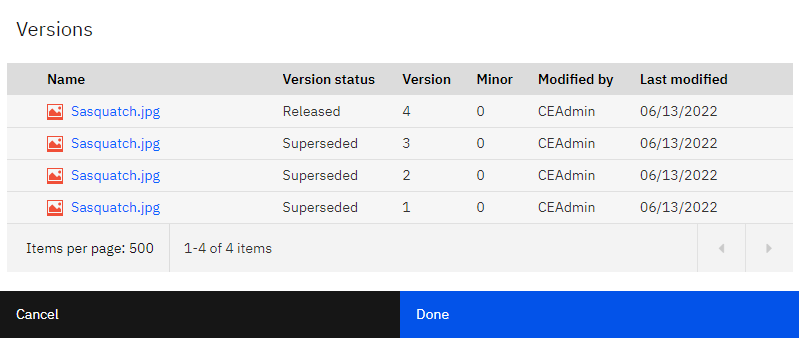 Versions
Name Version status Version Minor Modified by Last modified
Sasquatch.jpg Released 4 0 CEAdmin 06/13/2022
Sasquatch.jpg Superseded 3 0 CEAdmin 06/13/2022
Sasquatch.jpg Superseded 2 0 CEAdmin 06/13/2022
Sasquatch.jpg Superseded 1 0 CEAdmin 06/13/2022
Items per page: 500 1-4 of 4 items
Cancel Done